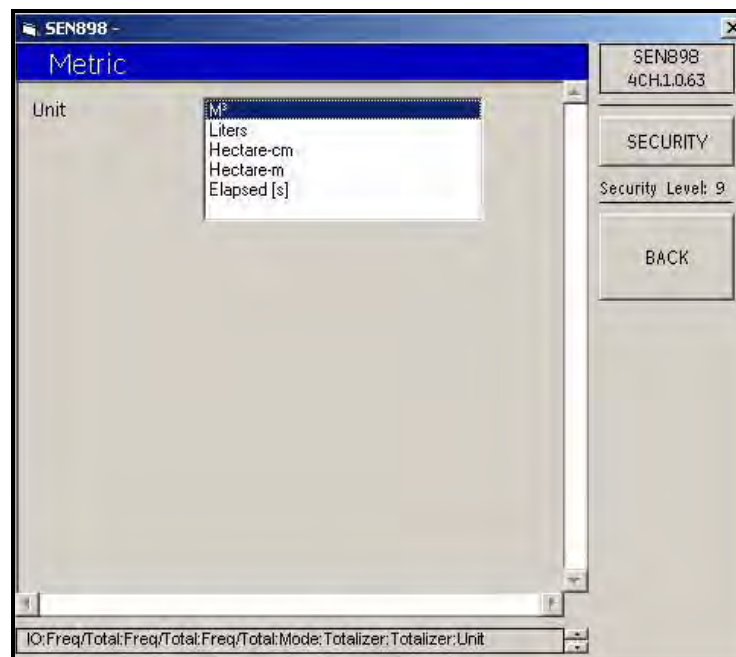 SEN898 -
Metric
SEN898
4CH.1.0.63
Unit
M³
Liters
Hectare-cm
Hectare-m
Elapsed [s]
SECURITY
Security Level: 9
BACK
IO:Freq/Total:Freq/Total:Freq/Total:Mode:Totalizer:Totalizer:Unit